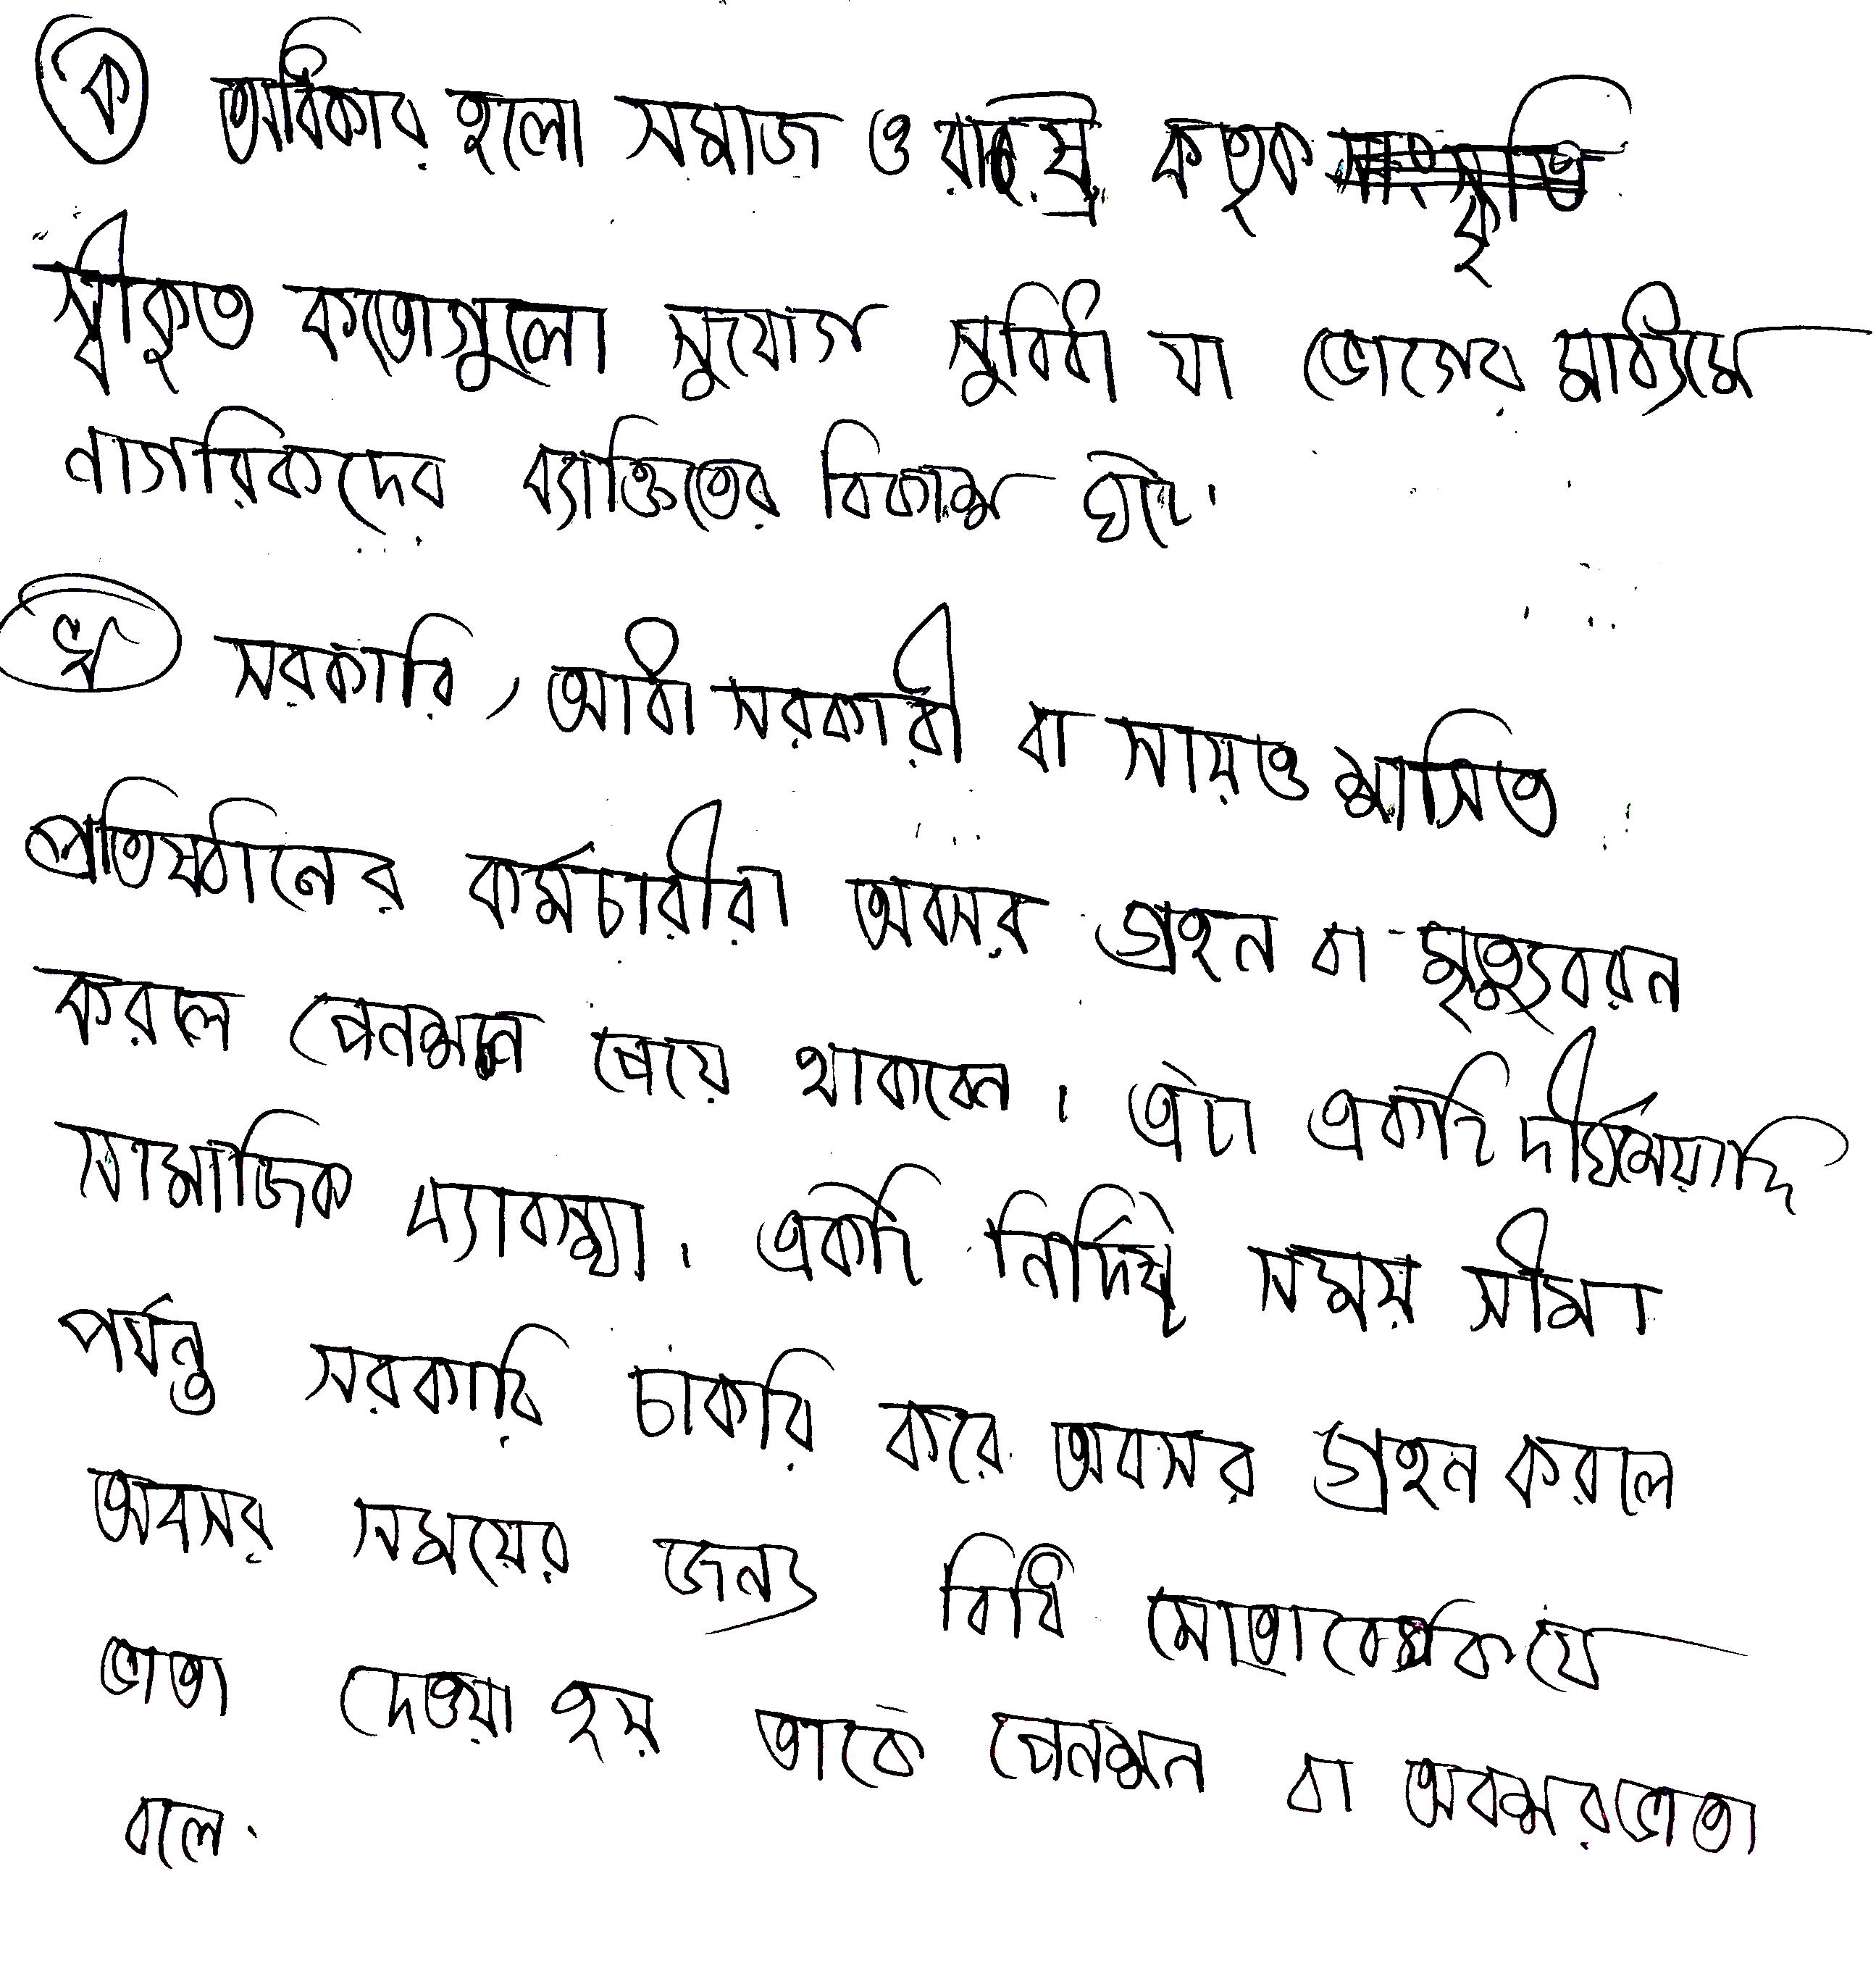 ক অধিকার হলো সমাজ ও রাষ্ট্র কতৃক
স্বীকৃত কতোগুলো সুযোগ সুবিধা যা ভোগের মাধ্যমে
নাগরিকদের ব্যাক্তিত্বের বিকাশ ঘটে.
খ সরকারি, আধা সরকারী বা সায়ত্ত শাসিত
প্রতিষ্ঠানের কর্মচারীরা অবসর গ্রহন বা মৃত্যুবরন
করলে পেনশন পেয়ে থাকবেন। এটা একটি দীর্ঘমেয়াদি
সামাজিক ব্যাবস্থা। একটি নির্দিষ্ট সময় সীমা
পর্যন্ত সরকারি চাকরি করে অবসর গ্রহন করলে
অবসর সময়ের জন্য বিধি মোতাবেক যে
ভাতা দেওয়া হয় তাকে পেনশন বা অবশরভাতা
বলে.